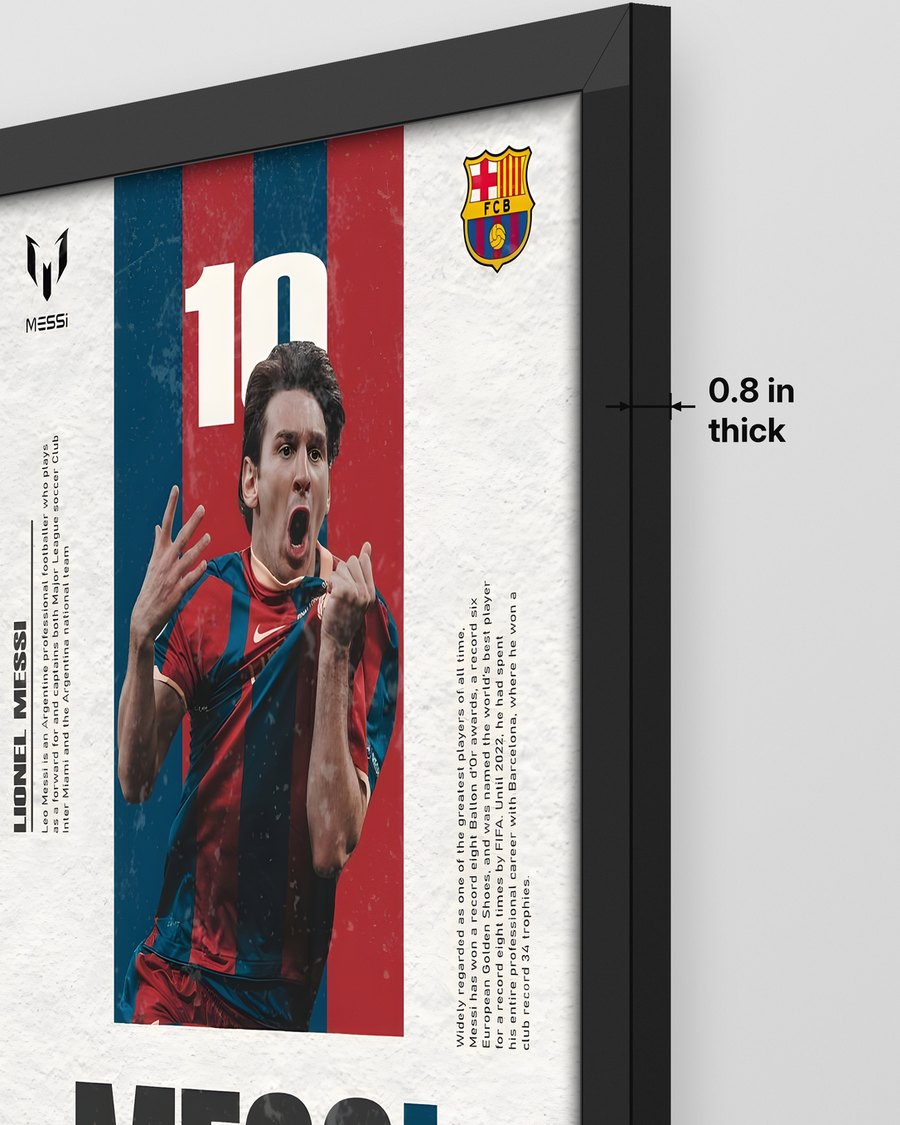 MESSi
10
FCB
LIONEL MESSI
Leo Messi is an Argentine professional footballer who plays
as a forward for and captains both Major League soccer Club
Inter Miami and the Argentina national team
Widely regarded as one of the greatest players of all time,
Messi has won a record eight Ballon d'Or awards, a record six
European Golden Shoes, and was named the world's best player
for a record eight times by FIFA. Until 2022, he had spent
his entire professional career with Barcelona, where he won a
club record 34 trophies.
MESSI
0.8 in
thick